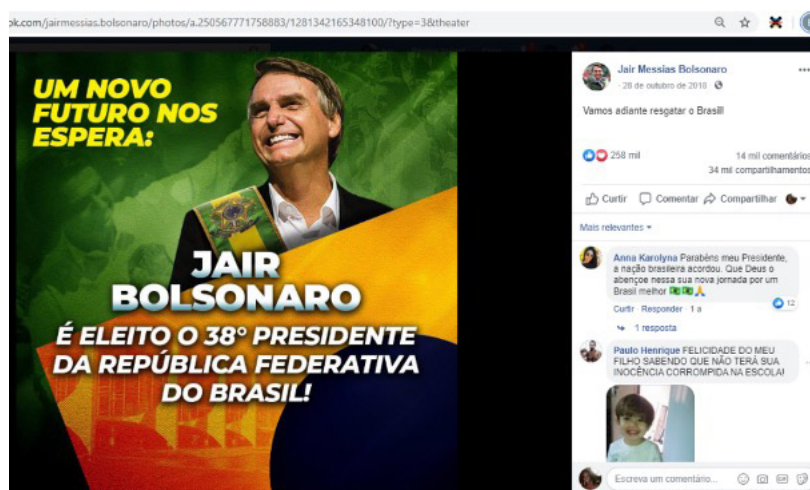 ok.com/jairmessias.bolsonaro/photos/a.250567771758883/1281342165348100/?type=3&theater
UM NOVO
FUTURO NOS
ESPERA:
JAIR
BOLSONARO
É ELEITO O 38º PRESIDENTE
DA REPÚBLICA FEDERATIVA
DO BRASIL!
Jair Messias Bolsonaro
· 28 de outubro de 2018 ·
Vamos adiante resgatar o Brasil!
258 mil
14 mil comentários
34 mil compartilhamentos
Curtir Comentar Compartilhar
Mais relevantes
Anna Karolyna Parabéns meu Presidente,
a nação brasileira acordou. Que Deus o
abençoe nessa sua nova jornada por um
Brasil melhor
12
Curtir · Responder · 1 a
1 resposta
Paulo Henrique FELICIDADE DO MEU
FILHO SABENDO QUE NÃO TERÁ SUA
INOCÊNCIA CORROMPIDA NA ESCOLA!
Escreva um comentário...
GIF